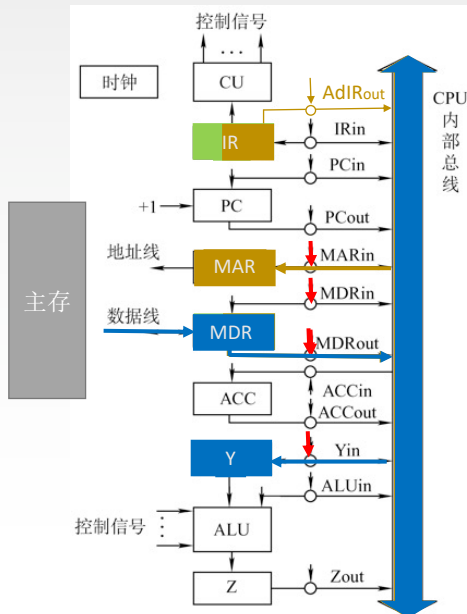 控制信号
…
时钟
CU
AdIRout
CPU
内
部
总
线
IR
IRin
PCin
+1
PC
PCout
地址线
MAR
MARin
主存
MDRin
数据线
MDR
MDRout
ACC
ACCin
ACCout
Y
Yin
ALUin
控制信号
ALU
Z
Zout